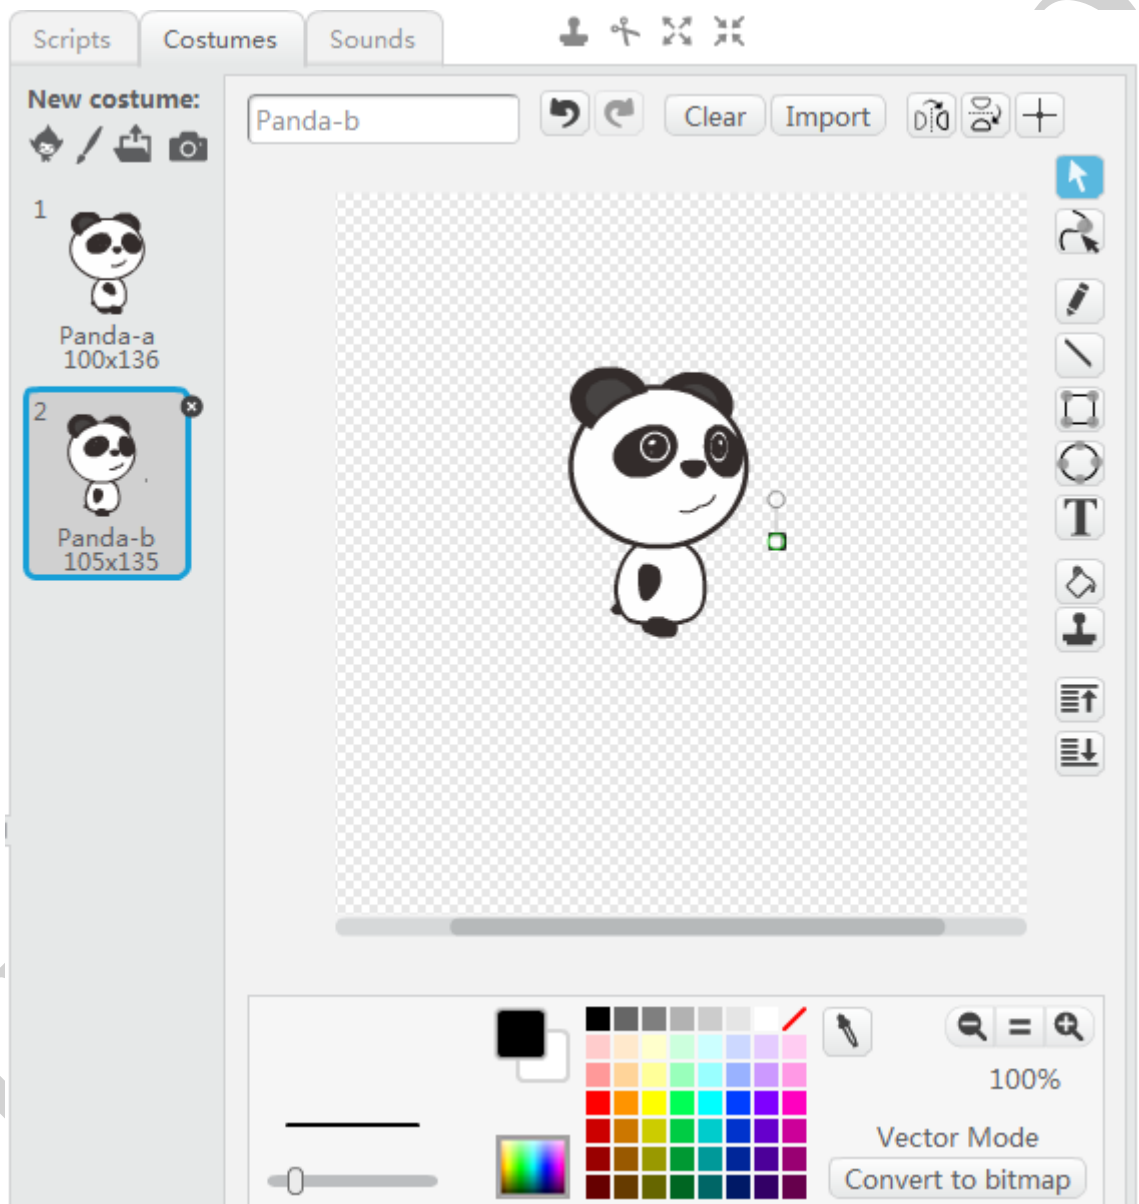 Scripts
Costumes
Sounds
New costume:
Panda-b
Clear
Import
1
Panda-a
100x136
2
Panda-b
105x135
T
100%
Vector Mode
Convert to bitmap